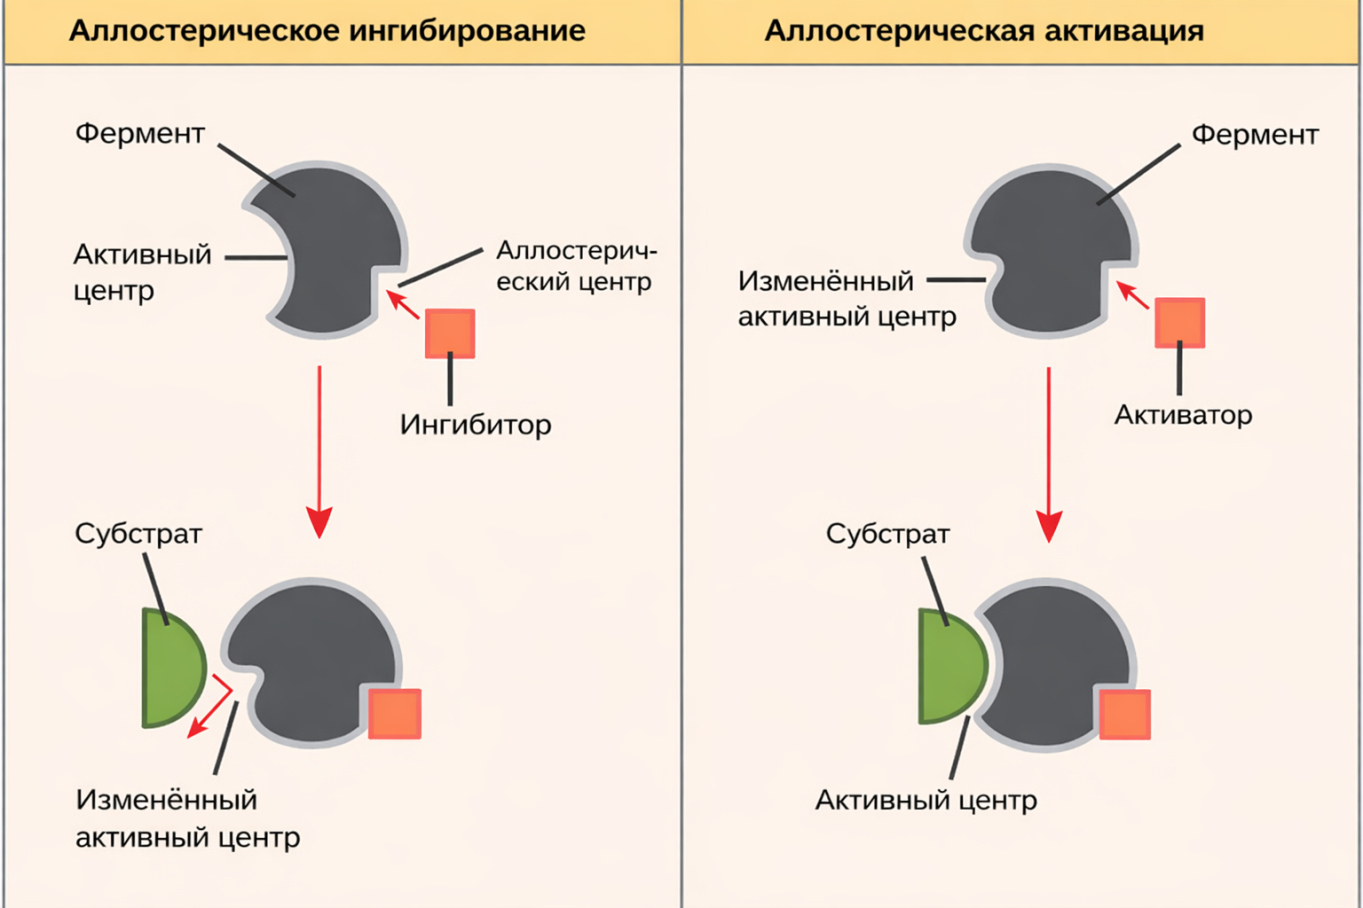 Аллостерическое ингибирование
Фермент
Активный
центр
Аллостерич-
еский центр
Ингибитор
Субстрат
Изменённый
активный центр
Аллостерическая активация
Фермент
Изменённый
активный центр
Активатор
Субстрат
Активный центр